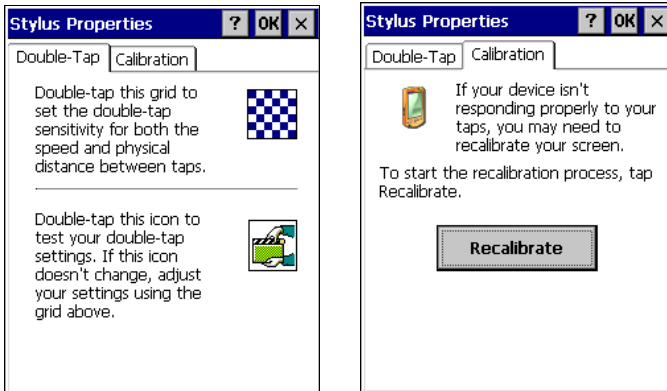 Stylus Properties ? OK ×
Double-Tap Calibration
Double-tap this grid to
set the double-tap
sensitivity for both the
speed and physical
distance between taps.
Double-tap this icon to
test your double-tap
settings. If this icon
doesn't change, adjust
your settings using the
grid above.
Stylus Properties ? OK ×
Double-Tap Calibration
If your device isn't
responding properly to your
taps, you may need to
recalibrate your screen.
To start the recalibration process, tap
Recalibrate.
Recalibrate